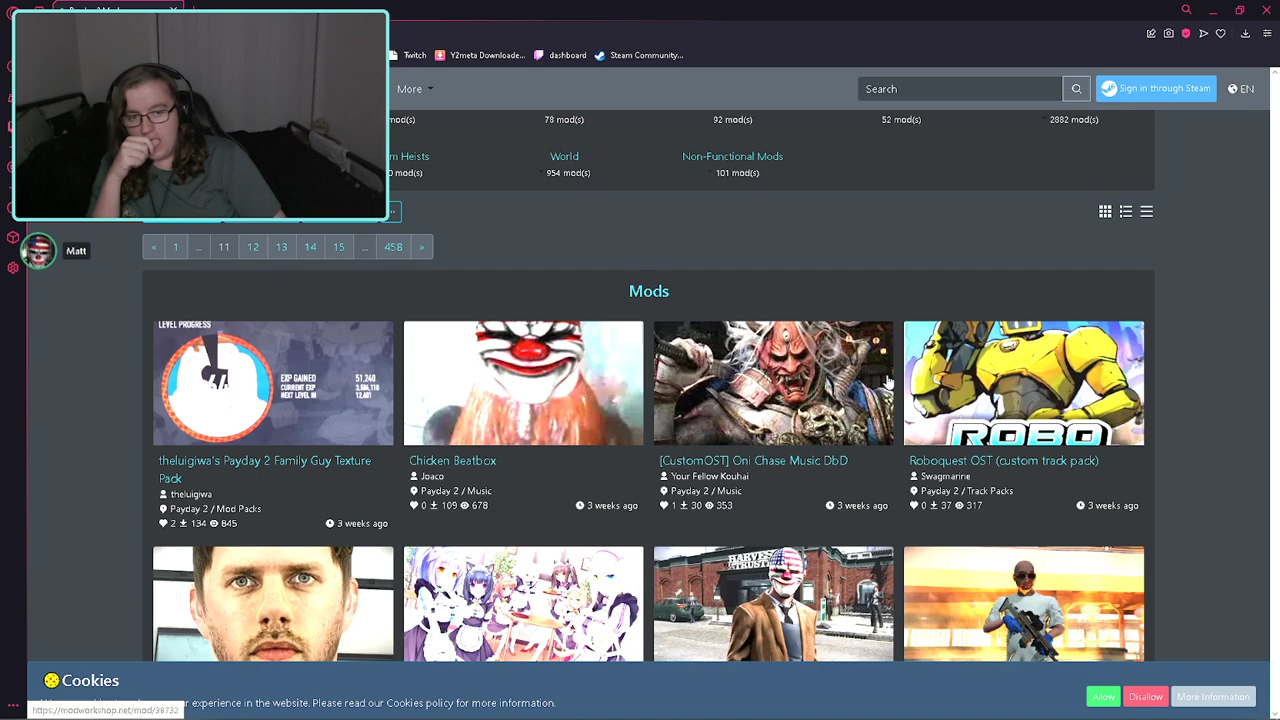 Twitch
Y2meta Downloade...
dashboard
Steam Community...
More
Search
Sign in through Steam
EN
mod(s)
78 mod(s)
92 mod(s)
52 mod(s)
2882 mod(s)
m Heists
World
Non-Functional Mods
0 mod(s)
954 mod(s)
101 mod(s)
Matt
« 1 ... 11 12 13 14 15 ... 458 »
Mods
LEVEL PROGRESS
EXP GAINED 51,240
CURRENT EXP
NEXT LEVEL IN
HARVEST
TRUST
ROBO
theluigiwa's Payday 2 Family Guy Texture
Pack
theluigiwa
Payday 2 / Mod Packs
2 134 845
3 weeks ago
Chicken Beatbox
Joaco
Payday 2 / Music
0 109 678
3 weeks ago
[CustomOST] Oni Chase Music DbD
Your Fellow Kouhai
Payday 2 / Music
1 30 353
3 weeks ago
Roboquest OST (custom track pack)
Swagmarine
Payday 2 / Track Packs
0 37 317
3 weeks ago
Cookies
r experience in the website. Please read our Cookies policy for more information.
Allow
Disallow
More Information
https://modworkshop.net/mod/38732